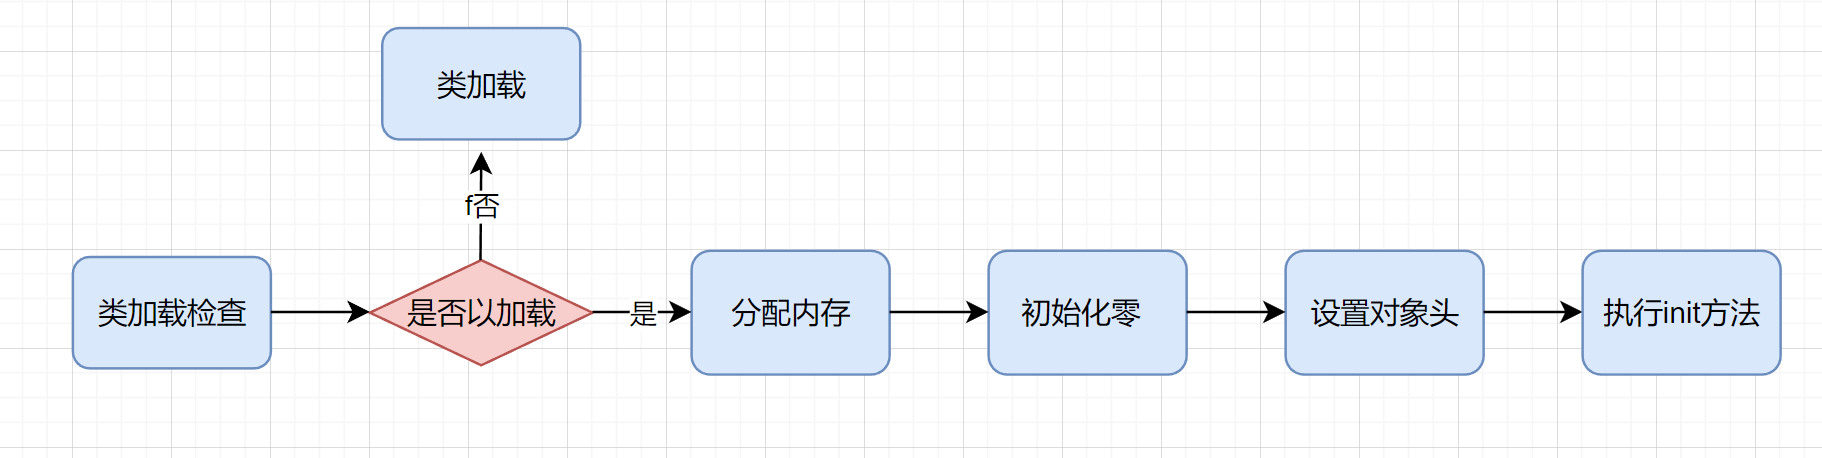 类加载
f否
类加载检查
是否以加载
是
分配内存
初始化零
设置对象头
执行init方法